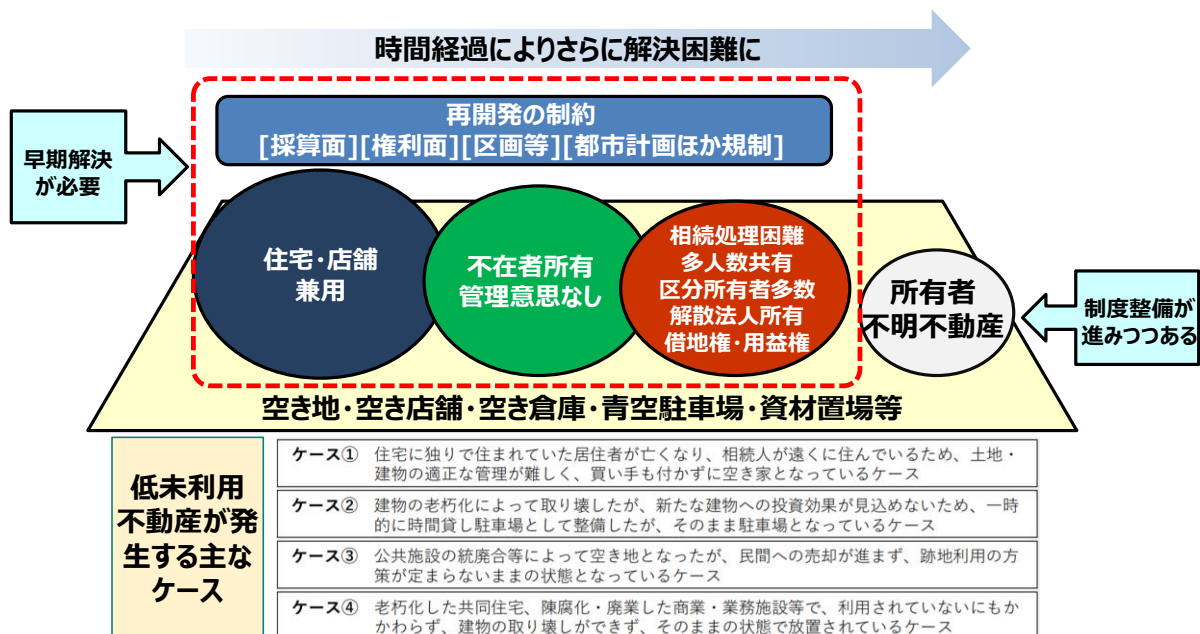 時間経過によりさらに解決困難に
再開発の制約
[採算面][権利面][区画等][都市計画ほか規制]
早期解決
が必要
住宅・店舗
兼用
不在者所有
管理意思なし
相続処理困難
多人数共有
区分所有者多数
解散法人所有
借地権・用益権
所有者
不明不動産
制度整備が
進みつつある
空き地・空き店舗・空き倉庫・青空駐車場・資材置場等
低未利用
不動産が発
生する主な
ケース
ケース① 住宅に独りで住まれていた居住者が亡くなり、相続人が遠くに住んでいるため、土地・
建物の適正な管理が難しく、買い手も付かずに空き家となっているケース
ケース② 建物の老朽化によって取り壊したが、新たな建物への投資効果が見込めないため、一時
的に時間貸し駐車場として整備したが、そのまま駐車場となっているケース
ケース③ 公共施設の統廃合等によって空き地となったが、民間への売却が進まず、跡地利用の方
策が定まらないままの状態となっているケース
ケース④ 老朽化した共同住宅、陳腐化・廃業した商業・業務施設等で、利用されていないにもか
かわらず、建物の取り壊しができず、そのままの状態で放置されているケース